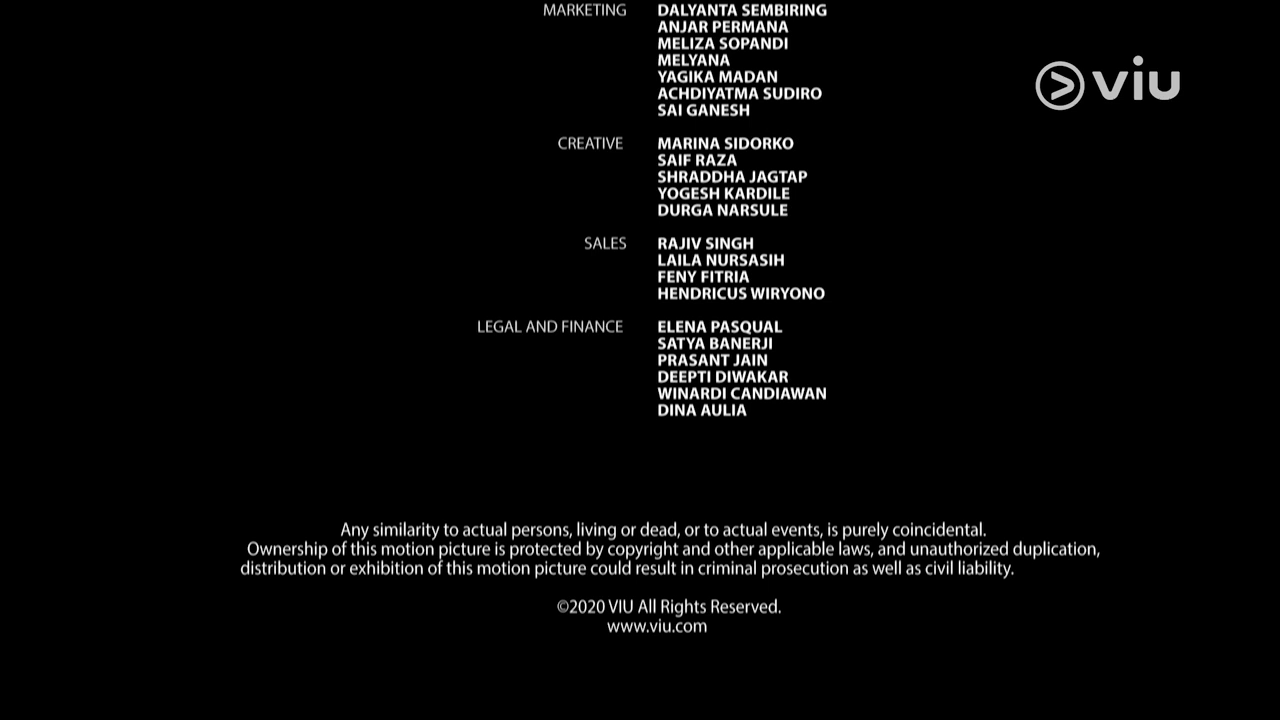 MARKETING DALYANTA SEMBIRING
ANJAR PERMANA
MELIZA SOPANDI
MELYANA
YAGIKA MADAN
ACHDIYATMA SUDIRO
SAI GANESH
viu
CREATIVE MARINA SIDORKO
SAIF RAZA
SHRADDHA JAGTAP
YOGESH KARDILE
DURGA NARSULE
SALES RAJIV SINGH
LAILA NURSASIH
FENY FITRIA
HENDRICUS WIRYONO
LEGAL AND FINANCE ELENA PASQUAL
SATYA BANERJI
PRASANT JAIN
DEEPTI DIWAKAR
WINARDI CANDIAWAN
DINA AULIA
Any similarity to actual persons, living or dead, or to actual events, is purely coincidental.
Ownership of this motion picture is protected by copyright and other applicable laws, and unauthorized duplication,
distribution or exhibition of this motion picture could result in criminal prosecution as well as civil liability.
©2020 VIU All Rights Reserved.
www.viu.com